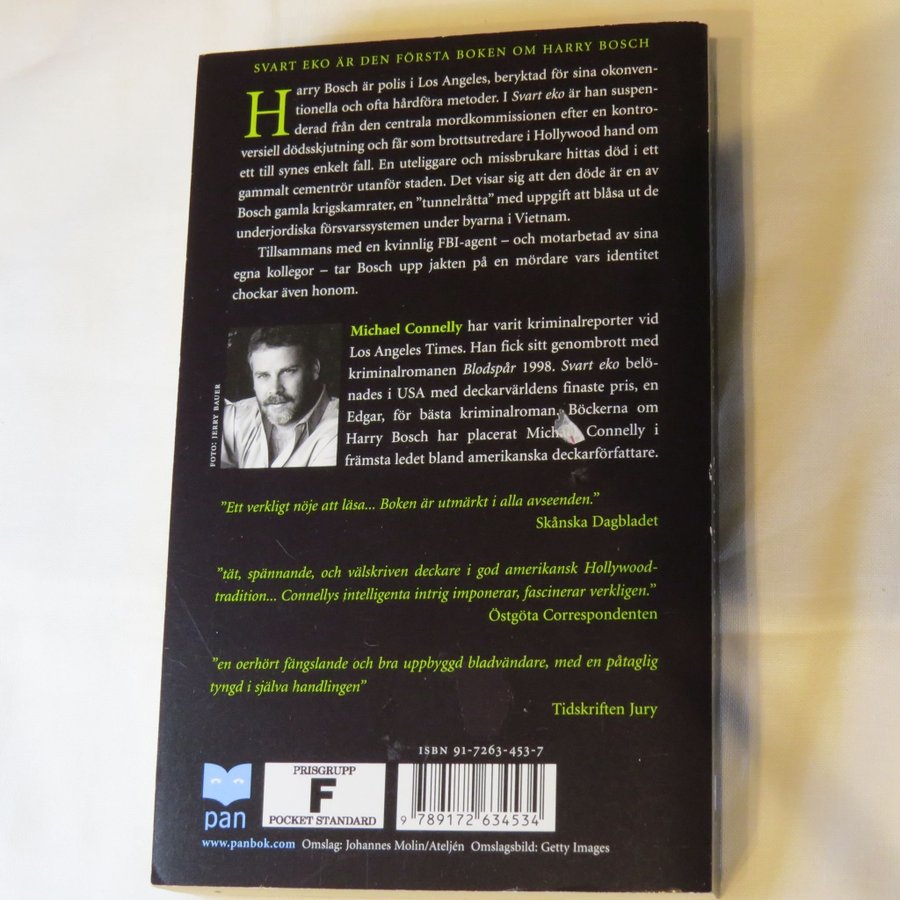 SVART EKO ÄR DEN FÖRSTA BOKEN OM HARRY BOSCH
Harry Bosch är polis i Los Angeles, beryktad för sina okonven-
tionella och ofta hårdföra metoder. I Svart eko är han suspen-
derad från den centrala mordkommissionen efter en kontro-
versiell dödsskjutning och får som brottsutredare i Hollywood hand om
ett till synes enkelt fall. En uteliggare och missbrukare hittas död i ett
gammalt cementrör utanför staden. Det visar sig att den döde är en av
Bosch gamla krigskamrater, en ”tunnelråtta” med uppgift att blåsa ut de
underjordiska försvarssystemen under byarna i Vietnam.
Tillsammans med en kvinnlig FBI-agent – och motarbetad av sina
egna kollegor – tar Bosch upp jakten på en mördare vars identitet
chockar även honom.
FOTO: JERRY BAUER
Michael Connelly har varit kriminalreporter vid
Los Angeles Times. Han fick sitt genombrott med
kriminalromanen Blodspår 1998. Svart eko belö-
nades i USA med deckarvärldens finaste pris, en
Edgar, för bästa kriminalroman. Böckerna om
Harry Bosch har placerat Connelly i
främsta ledet bland amerikanska deckarförfattare.
”Ett verkligt nöje att läsa... Boken är utmärkt i alla avseenden.”
Skånska Dagbladet
”tät, spännande, och välskriven deckare i god amerikansk Hollywood-
tradition... Connellys intelligenta intrig imponerar, fascinerar verkligen.”
Östgöta Correspondenten
”en oerhört fängslande och bra uppbyggd bladvändare, med en påtaglig
tyngd i själva handlingen”
Tidskriften Jury
ISBN 91-7263-453-7
pan
PRISGRUPP
F
POCKET STANDARD
9 789172 634534
www.panbok.com Omslag: Johannes Molin/Ateljén Omslagsbild: Getty Images